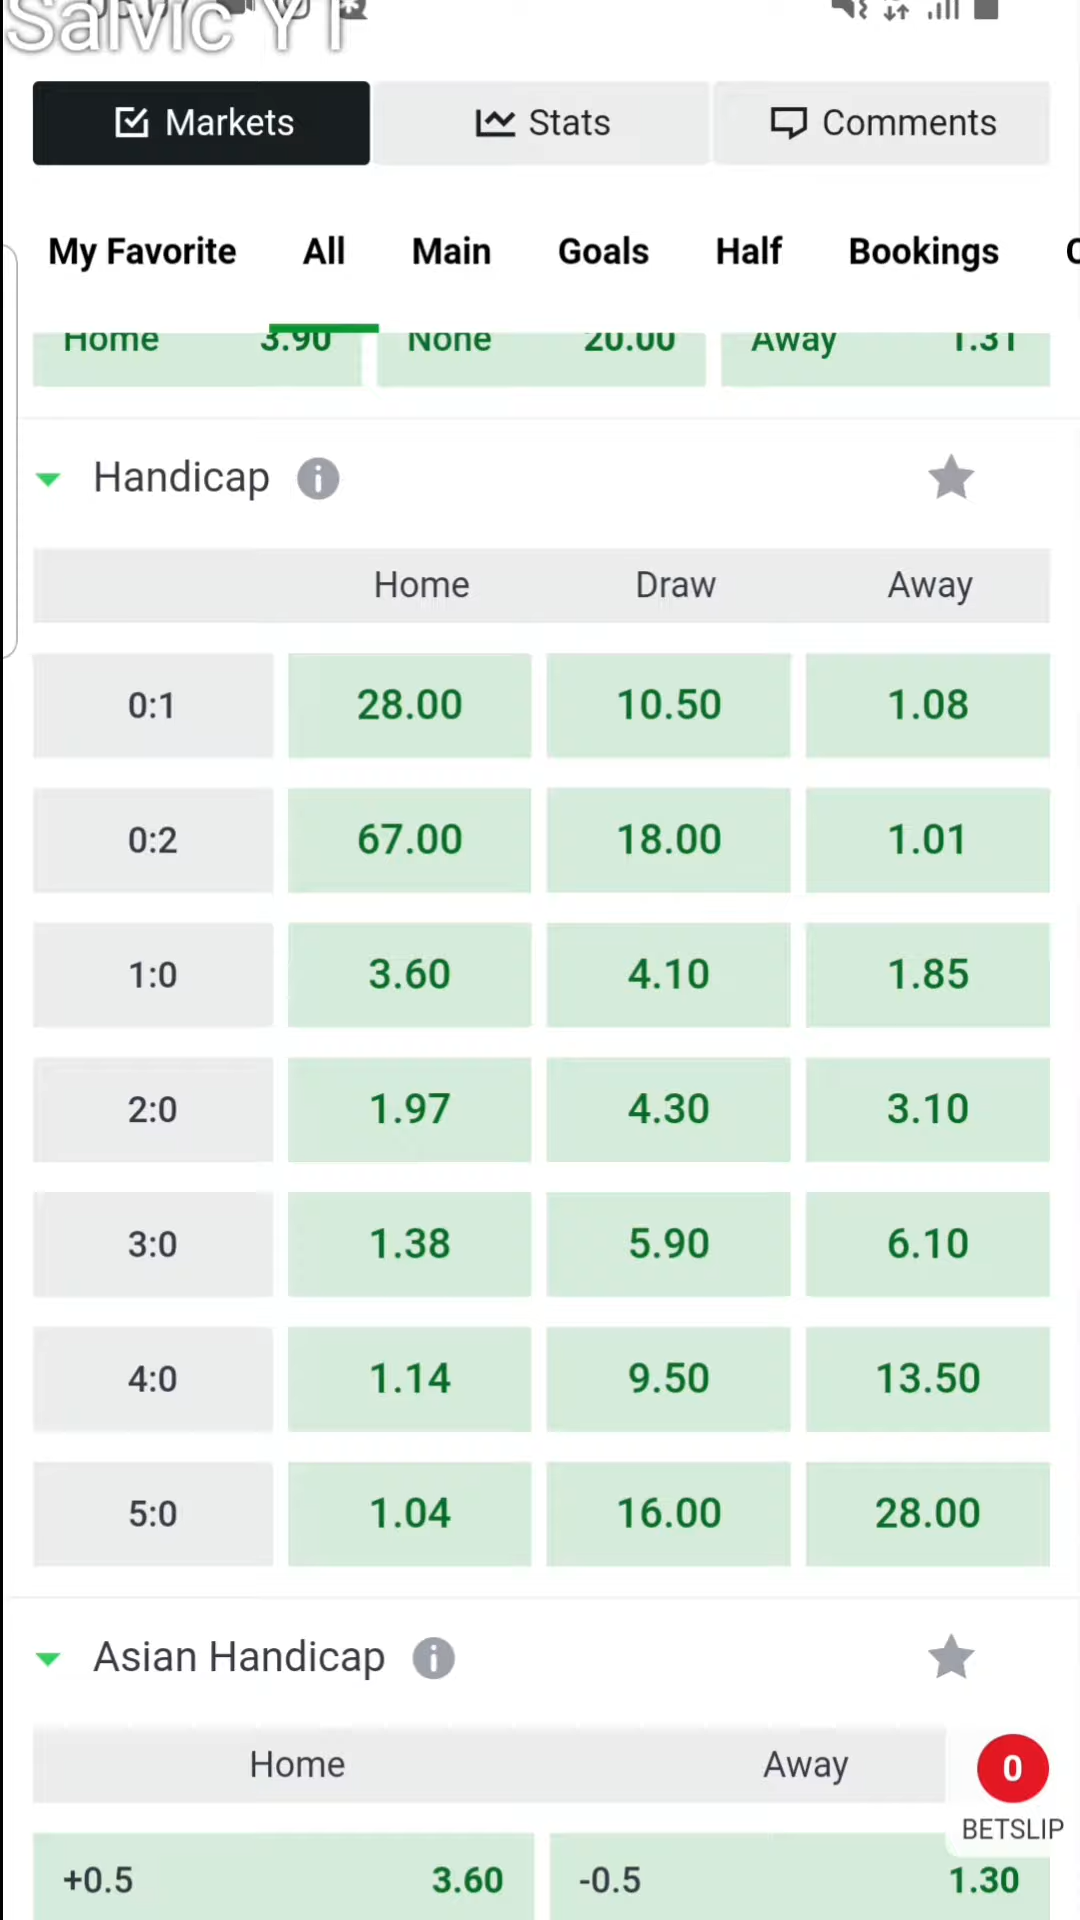 Salvic YT
Markets Stats Comments
My Favorite All Main Goals Half Bookings
Home 3.90 None 20.00 Away 1.31
Handicap
Home Draw Away
0:1 28.00 10.50 1.08
0:2 67.00 18.00 1.01
1:0 3.60 4.10 1.85
2:0 1.97 4.30 3.10
3:0 1.38 5.90 6.10
4:0 1.14 9.50 13.50
5:0 1.04 16.00 28.00
Asian Handicap
Home Away
0
BETSLIP
+0.5 3.60 -0.5 1.30